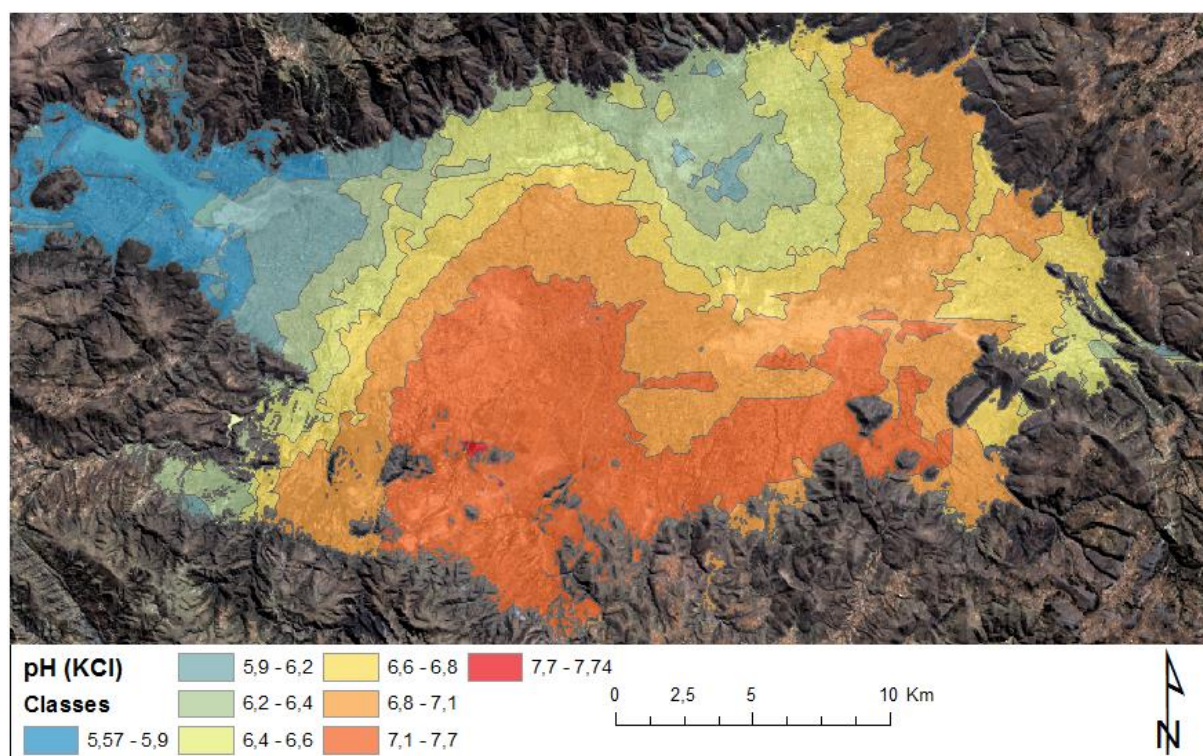 pH (KCl)
Classes
5,57 - 5,9
5,9 - 6,2
6,2 - 6,4
6,4 - 6,6
6,6 - 6,8
6,8 - 7,1
7,1 - 7,7
7,7 - 7,74
0 2,5 5 10 Km
N